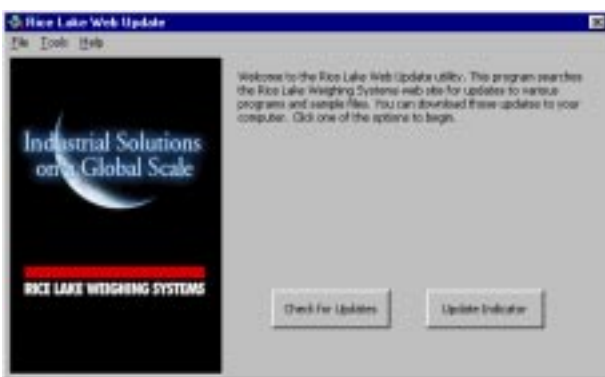 Rice Lake Web Update
File Tools Help
Welcome to the Rice Lake Web Update utility. This program searches
the Rice Lake Weighing Systems web site for updates to various
programs and sample files. You can download these updates to your
computer. Click one of the options to begin.
Industrial Solutions
on a Global Scale
RICE LAKE WEIGHING SYSTEMS
Check for Updates
Update Indicator